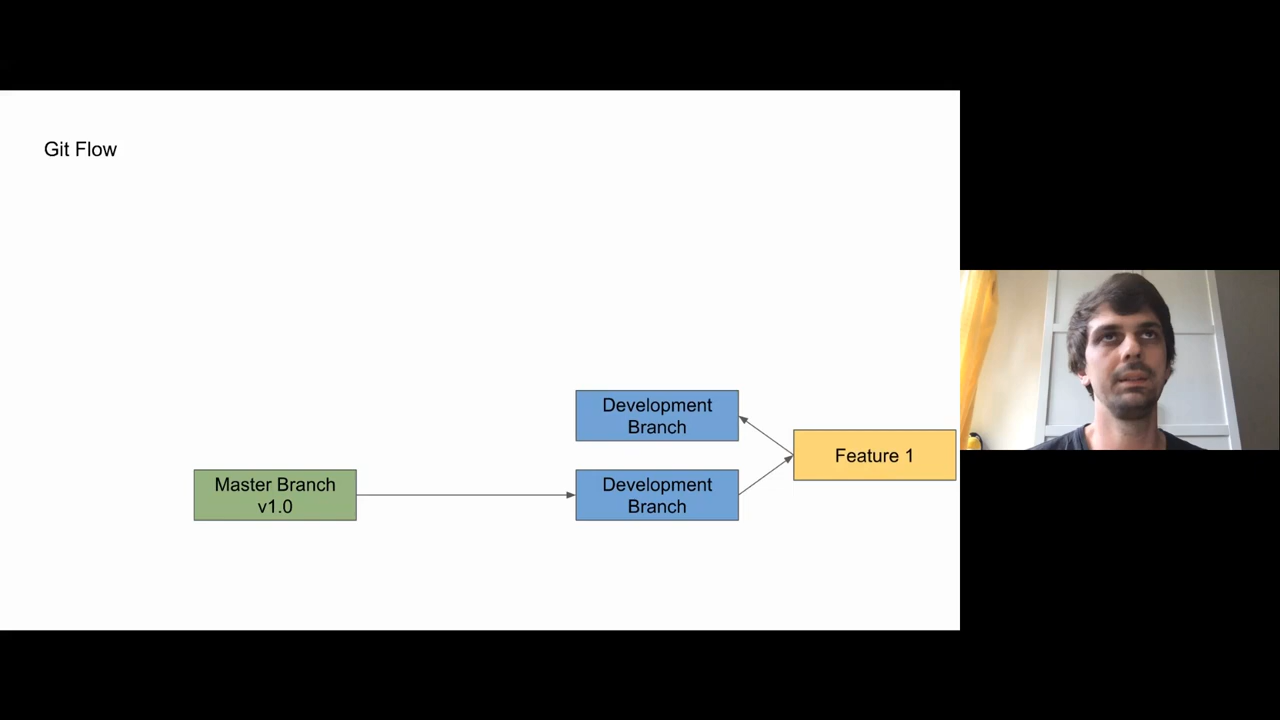 Git Flow
Development
Branch
Feature 1
Master Branch
v1.0
Development
Branch